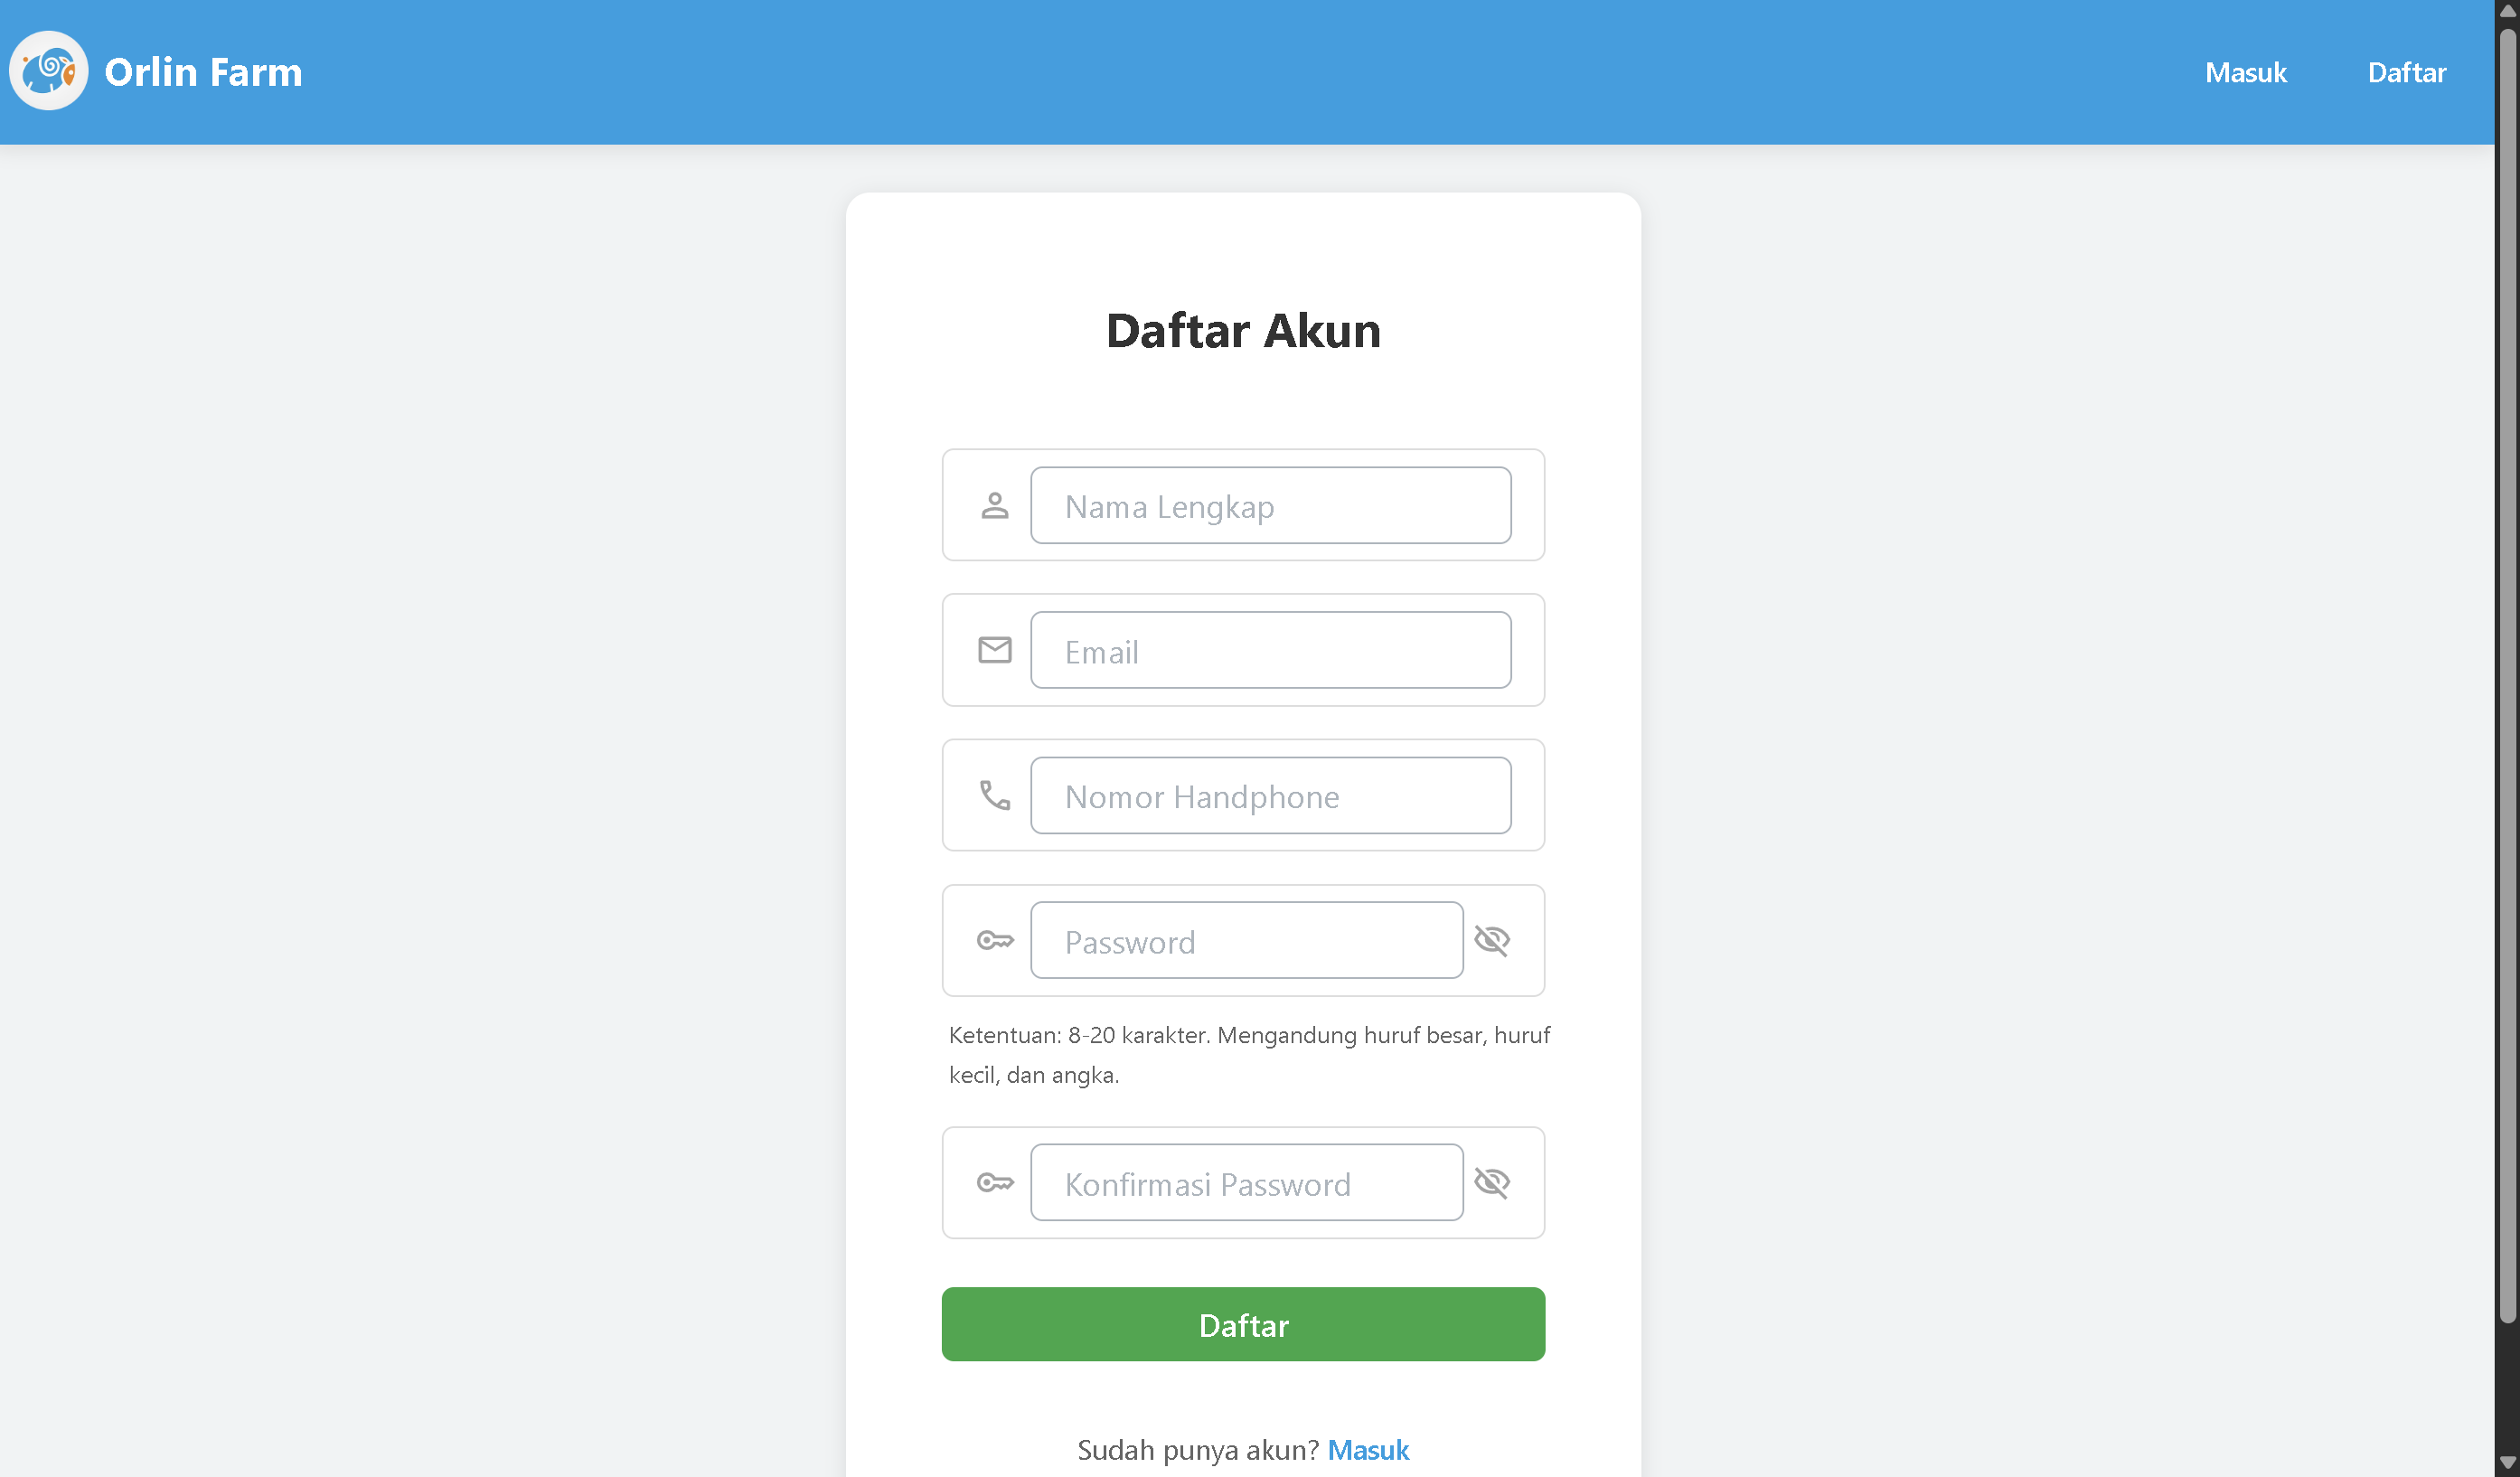 Orlin Farm
Masuk
Daftar
Daftar Akun
Nama Lengkap
Email
Nomor Handphone
Password
Ketentuan: 8-20 karakter. Mengandung huruf besar, huruf
kecil, dan angka.
Konfirmasi Password
Daftar
Sudah punya akun? Masuk